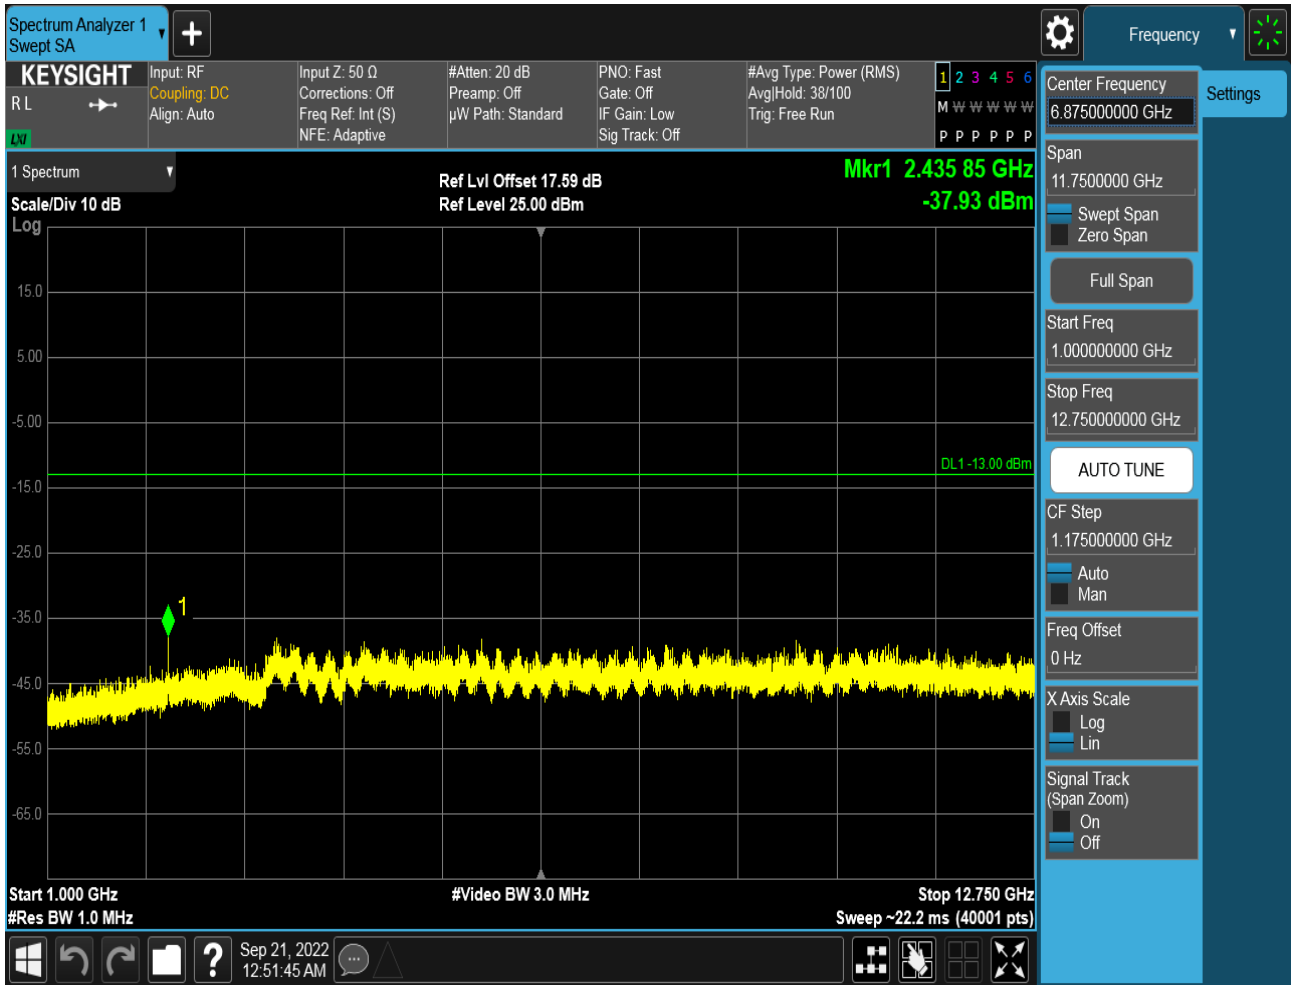 Spectrum Analyzer 1
Swept SA
Frequency
KEYSIGHT
R L
LXI
Input: RF
Coupling: DC
Align: Auto
Input Z: 50 Ω
Corrections: Off
Freq Ref: Int (S)
NFE: Adaptive
#Atten: 20 dB
Preamp: Off
µW Path: Standard
PNO: Fast
Gate: Off
IF Gain: Low
Sig Track: Off
#Avg Type: Power (RMS)
Avg|Hold: 38/100
Trig: Free Run
1 2 3 4 5 6
M W W W W W
P P P P P P
1 Spectrum
Scale/Div 10 dB
Log
Ref Lvl Offset 17.59 dB
Ref Level 25.00 dBm
Mkr1 2.435 85 GHz
-37.93 dBm
15.0
5.00
-5.00
DL1 -13.00 dBm
-15.0
-25.0
-35.0
1
-45.0
-55.0
-65.0
Start 1.000 GHz
#Res BW 1.0 MHz
#Video BW 3.0 MHz
Stop 12.750 GHz
Sweep ~22.2 ms (40001 pts)
Sep 21, 2022
12:51:45 AM
Center Frequency
6.875000000 GHz
Settings
Span
11.7500000 GHz
Swept Span
Zero Span
Full Span
Start Freq
1.000000000 GHz
Stop Freq
12.750000000 GHz
AUTO TUNE
CF Step
1.175000000 GHz
Auto
Man
Freq Offset
0 Hz
X Axis Scale
Log
Lin
Signal Track
(Span Zoom)
On
Off